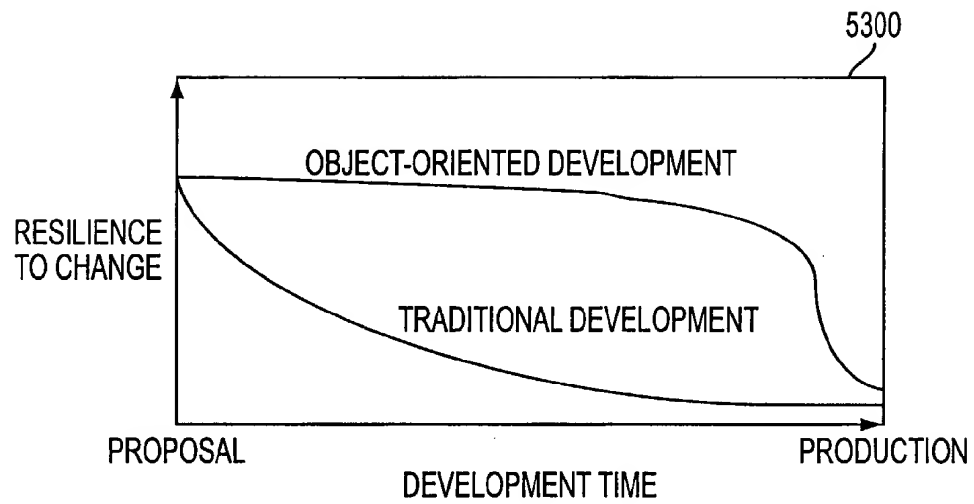 5300
OBJECT-ORIENTED DEVELOPMENT
RESILIENCE
TO CHANGE
TRADITIONAL DEVELOPMENT
PROPOSAL
PRODUCTION
DEVELOPMENT TIME